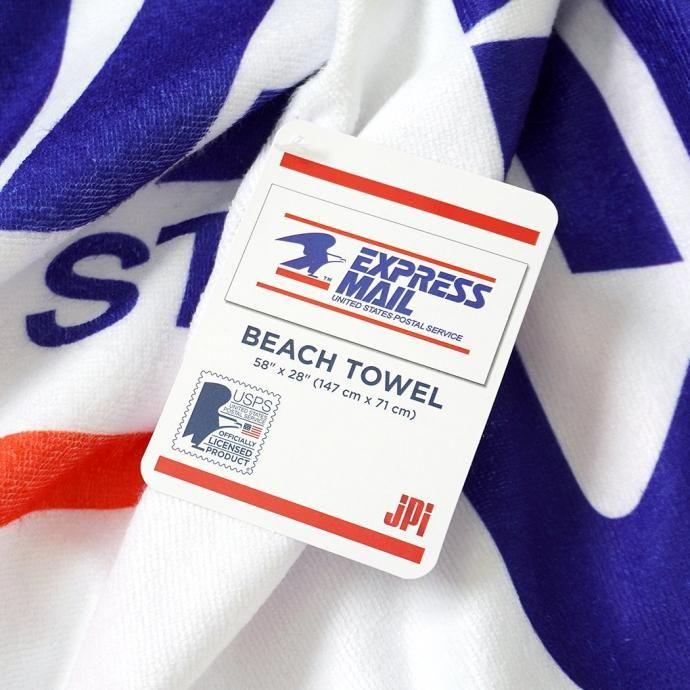 ST
EXPRESS
MAIL
™
UNITED STATES POSTAL SERVICE
BEACH TOWEL
58" x 28" (147 cm x 71 cm)
USPS
UNITED STATES
POSTAL SERVICE
OFFICIALLY
LICENSED
PRODUCT
jpi